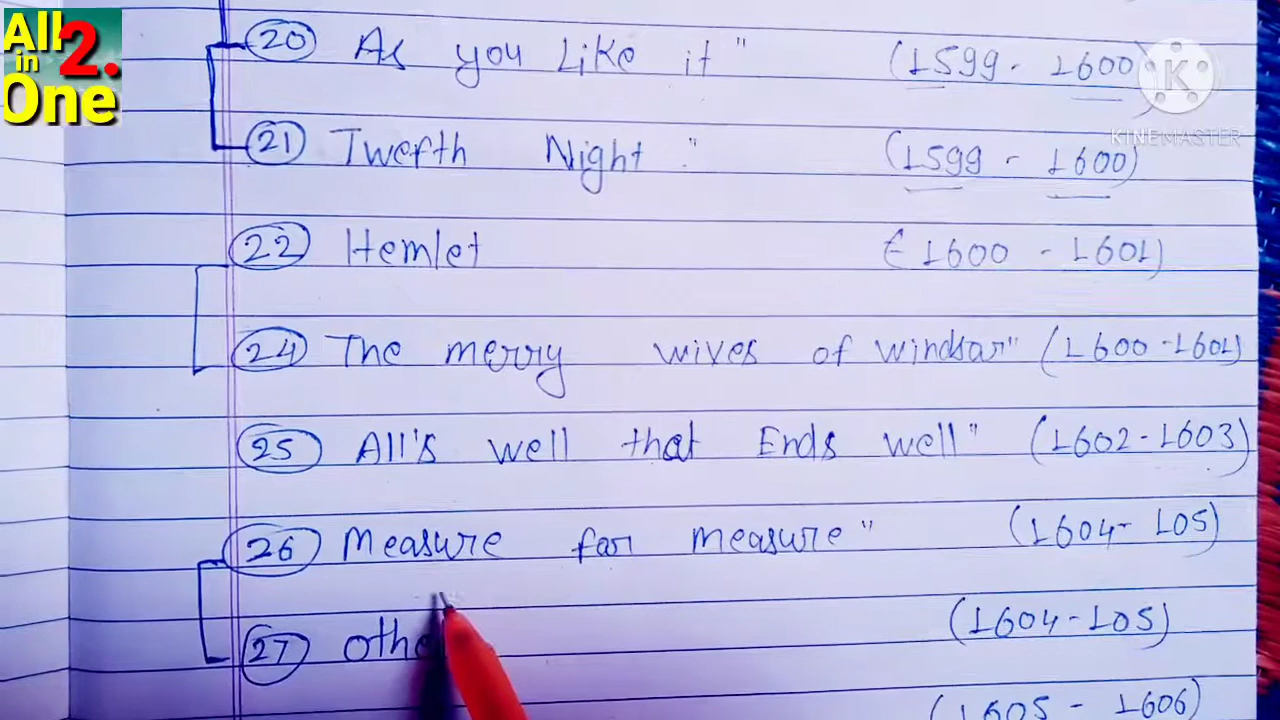 All 2.
in
One
20 As you Like it" (1599 - 1600)
KINEMASTER
21 Twefth Night" (1599 - 1600)
22 Hemlet (1600 - 1601)
24 The merry wives of windsar" (1600 - 1601)
25 All's well that Ends well" (1602 - 1603)
26 Measure far measure" (1604 - 105)
27 othe (1604 - 105)
(1605 - 1606)